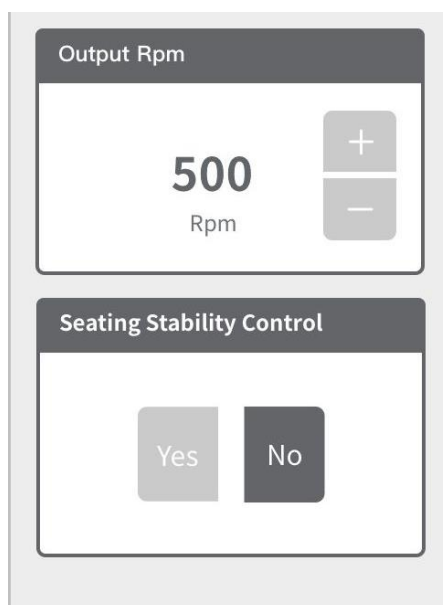 Output Rpm
+
500
Rpm
−
Seating Stability Control
Yes No